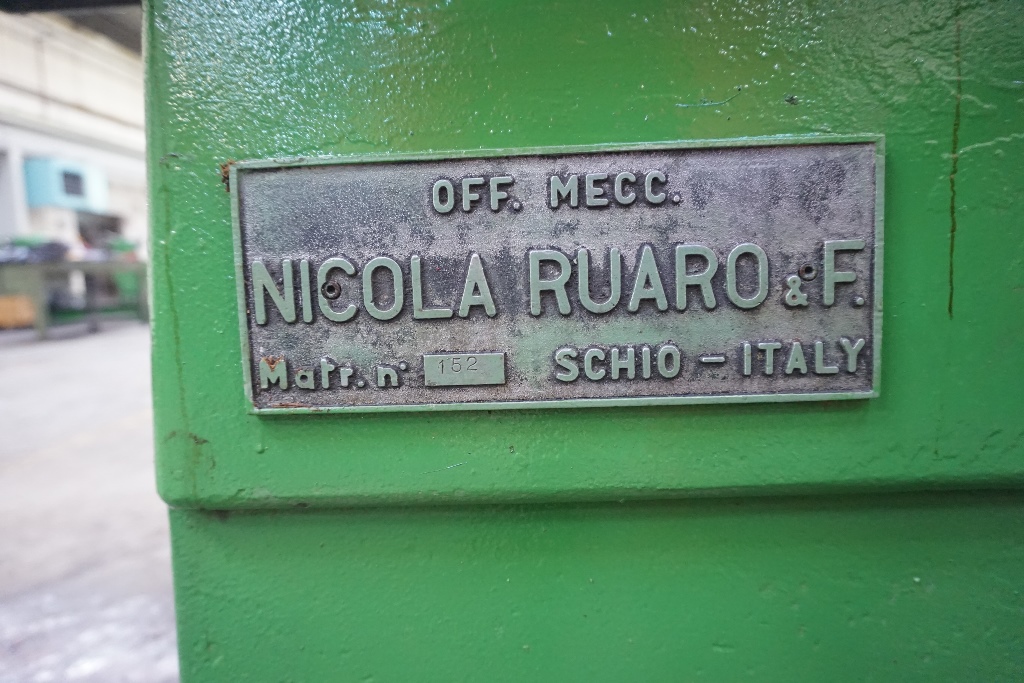 OFF. MECC.
NICOLA RUARO & F.
Matr. n° 152 SCHIO - ITALY